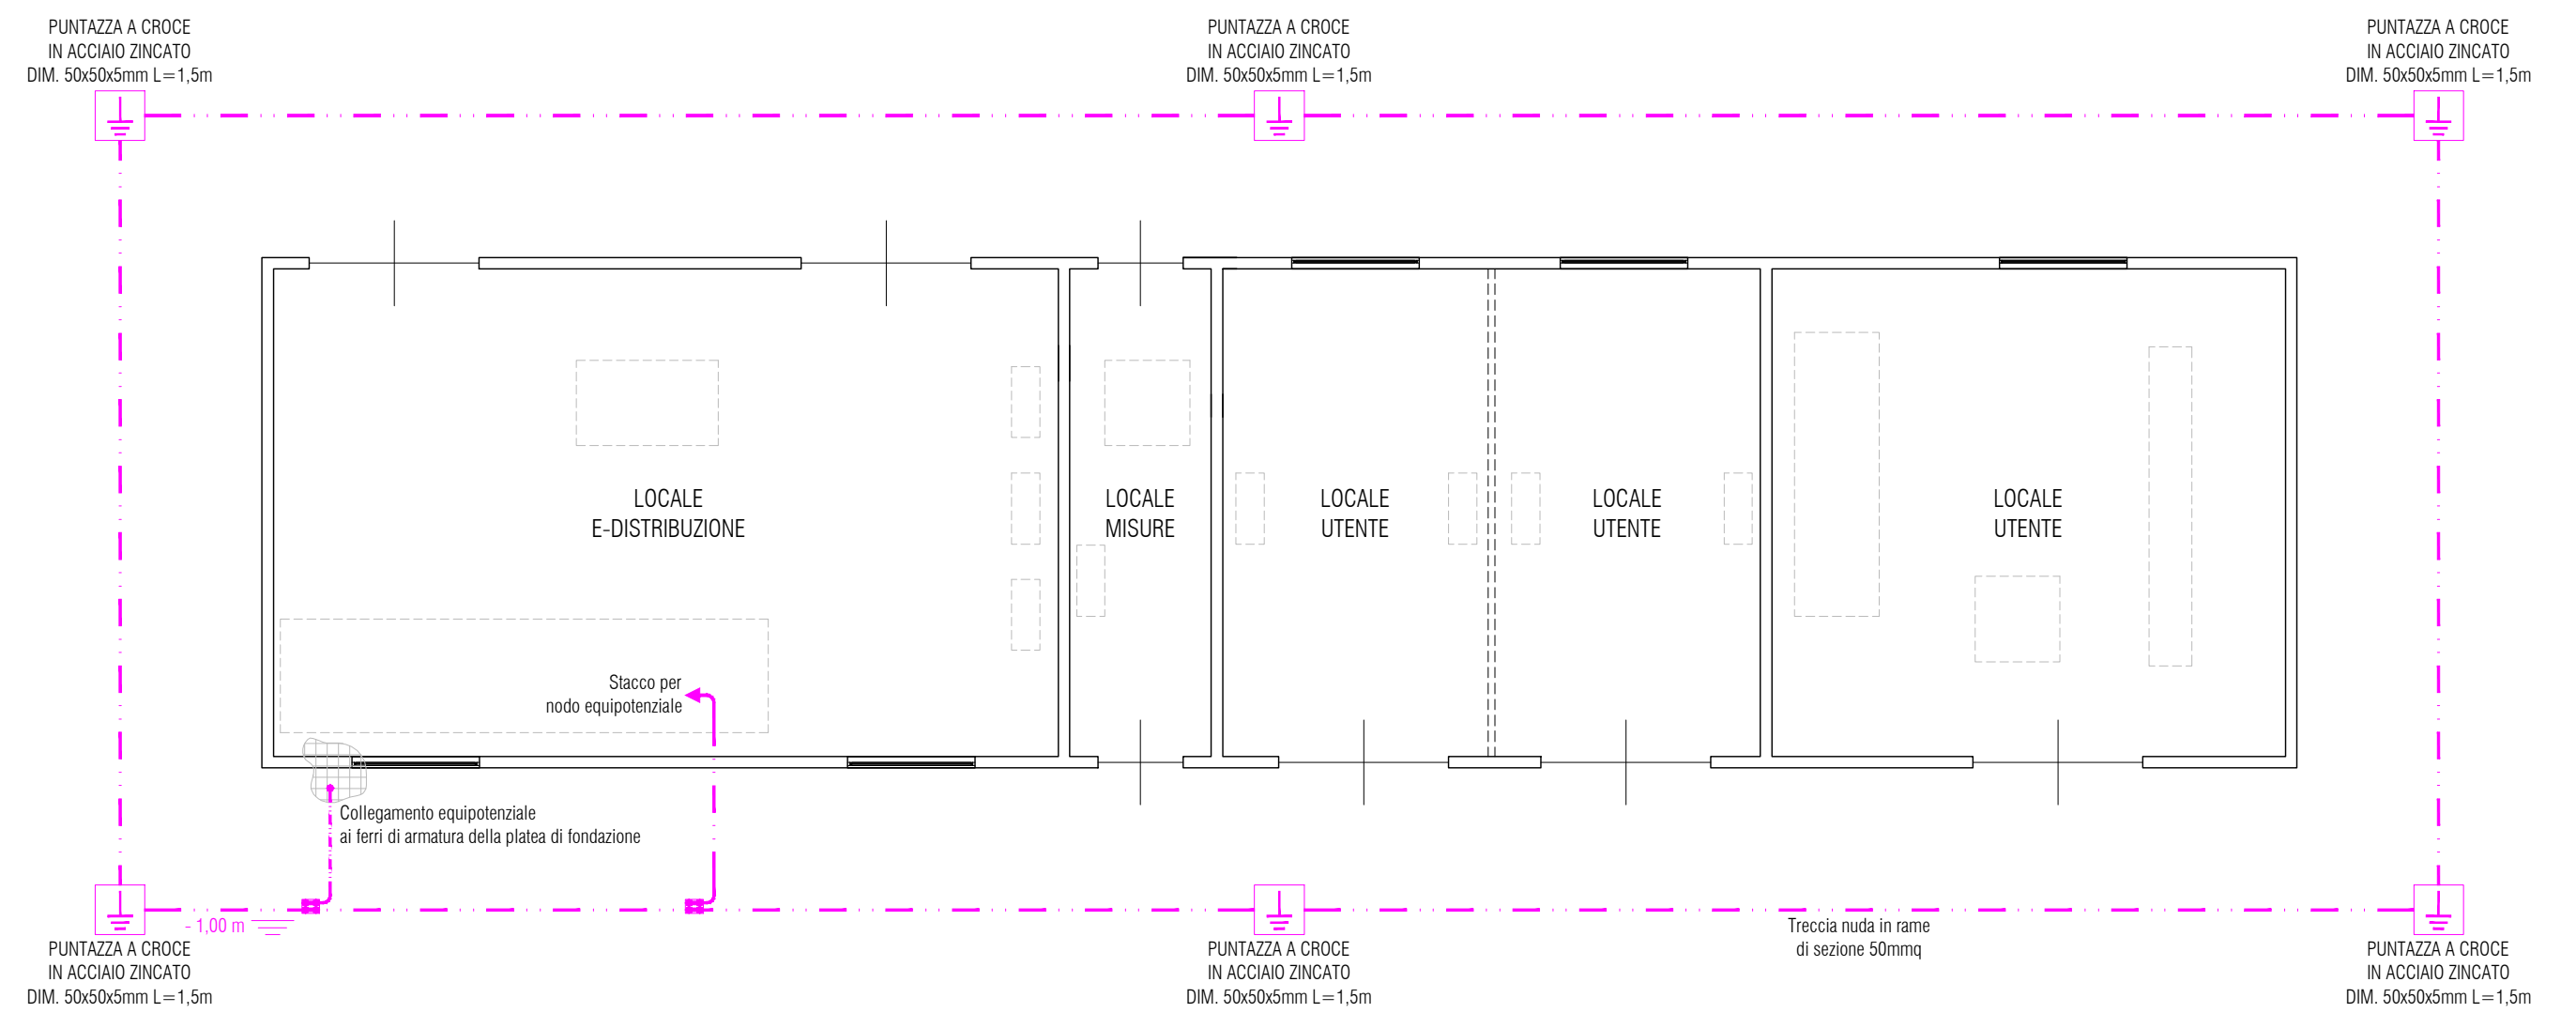 PUNTAZZA A CROCE
IN ACCIAIO ZINCATO
DIM. 50x50x5mm L=1,5m
PUNTAZZA A CROCE
IN ACCIAIO ZINCATO
DIM. 50x50x5mm L=1,5m
PUNTAZZA A CROCE
IN ACCIAIO ZINCATO
DIM. 50x50x5mm L=1,5m
LOCALE
E-DISTRIBUZIONE
LOCALE
MISURE
LOCALE
UTENTE
LOCALE
UTENTE
LOCALE
UTENTE
Stacco per
nodo equipotenziale
Collegamento equipotenziale
ai ferri di armatura della platea di fondazione
- 1,00 m
Treccia nuda in rame
di sezione 50mmq
PUNTAZZA A CROCE
IN ACCIAIO ZINCATO
DIM. 50x50x5mm L=1,5m
PUNTAZZA A CROCE
IN ACCIAIO ZINCATO
DIM. 50x50x5mm L=1,5m
PUNTAZZA A CROCE
IN ACCIAIO ZINCATO
DIM. 50x50x5mm L=1,5m